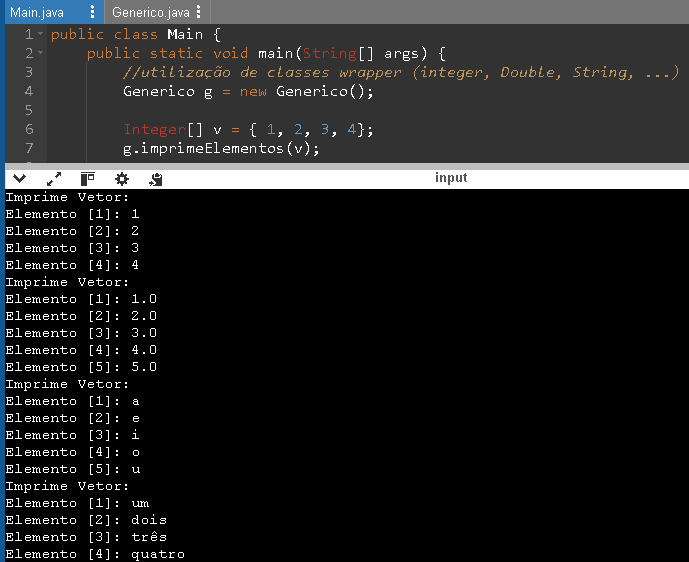 Main.java Generico.java
1 public class Main {
2 public static void main(String[] args) {
3 //utilização de classes wrapper (integer, Double, String, ...)
4 Generico g = new Generico();
5
6 Integer[] v = { 1, 2, 3, 4};
7 g.imprimeElementos(v);
input
Imprime Vetor:
Elemento [1]: 1
Elemento [2]: 2
Elemento [3]: 3
Elemento [4]: 4
Imprime Vetor:
Elemento [1]: 1.0
Elemento [2]: 2.0
Elemento [3]: 3.0
Elemento [4]: 4.0
Elemento [5]: 5.0
Imprime Vetor:
Elemento [1]: a
Elemento [2]: e
Elemento [3]: i
Elemento [4]: o
Elemento [5]: u
Imprime Vetor:
Elemento [1]: um
Elemento [2]: dois
Elemento [3]: três
Elemento [4]: quatro